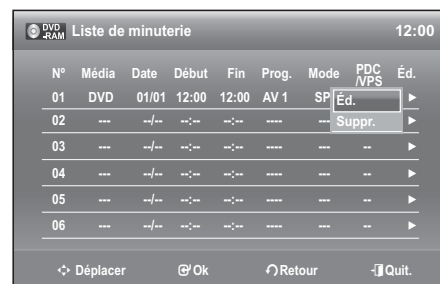 DVD -RAM Liste de minuterie 12:00
Nº Média Date Début Fin Prog. Mode PDC /VPS Éd.
01 DVD 01/01 12:00 12:00 AV 1 SP Éd. ►
02 --- --/-- --:-- --:-- ---- --- Suppr. ►
03 --- --/-- --:-- --:-- ---- --- -- ►
04 --- --/-- --:-- --:-- ---- --- -- ►
05 --- --/-- --:-- --:-- ---- --- -- ►
06 --- --/-- --:-- --:-- ---- --- -- ►
Déplacer Ok Retour Quit.